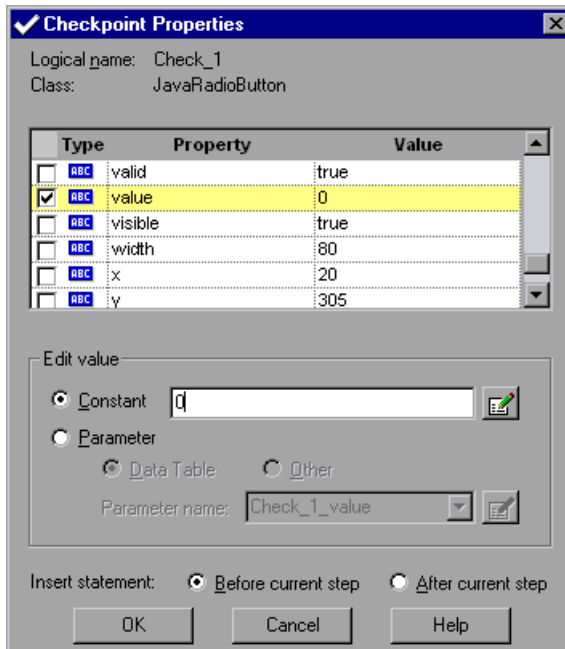 Checkpoint Properties
Logical name: Check_1
Class: JavaRadioButton
Type Property Value
ABC valid true
ABC value 0
ABC visible true
ABC width 80
ABC x 20
ABC y 305
Edit value
Constant 0
Parameter
Data Table Other
Parameter name: Check_1_value
Insert statement: Before current step After current step
OK Cancel Help